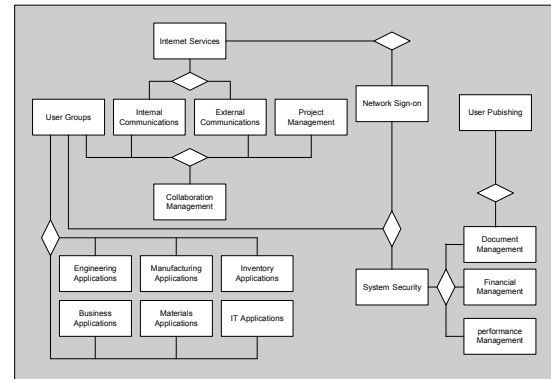 Internet Services
User Groups
Internal
Communications
External
Communications
Project
Management
Network Sign-on
User Pubishing
Collaboration
Management
Engineering
Applications
Manufacturing
Applications
Inventory
Applications
Business
Applications
Materials
Applications
IT Applications
System Security
Document
Management
Financial
Management
performance
Management